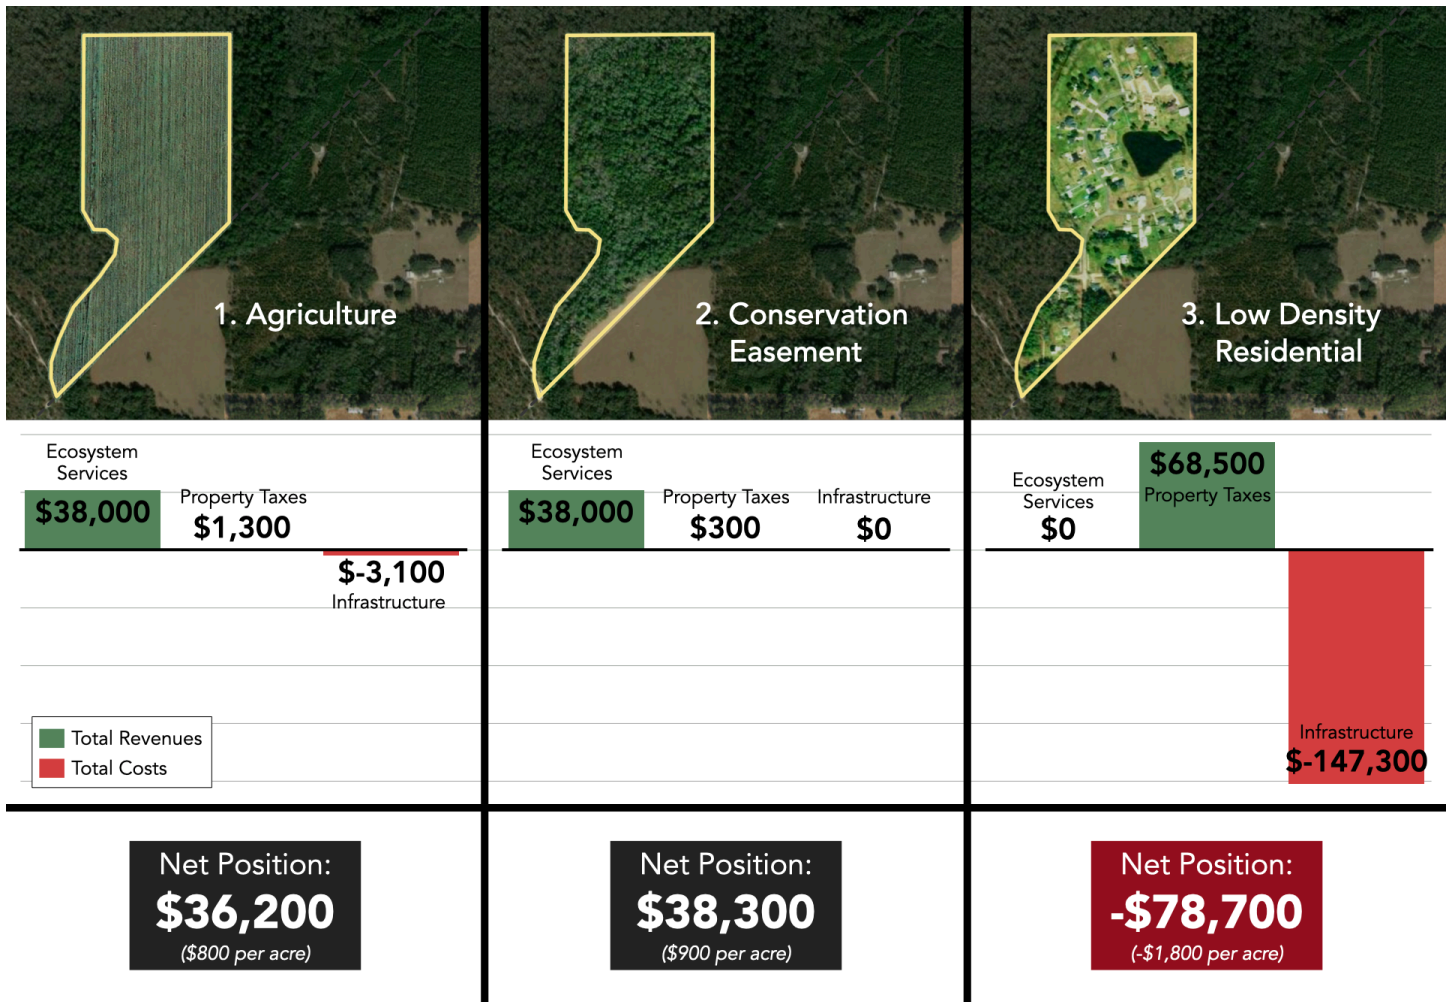 1. Agriculture
2. Conservation
Easement
3. Low Density
Residential
Ecosystem
Services
$38,000
Property Taxes
$1,300
$-3,100
Infrastructure
Total Revenues
Total Costs
Ecosystem
Services
$38,000
Property Taxes
$300
Infrastructure
$0
Ecosystem
Services
$0
$68,500
Property Taxes
Infrastructure
$-147,300
Net Position:
$36,200
($800 per acre)
Net Position:
$38,300
($900 per acre)
Net Position:
-$78,700
(-$1,800 per acre)